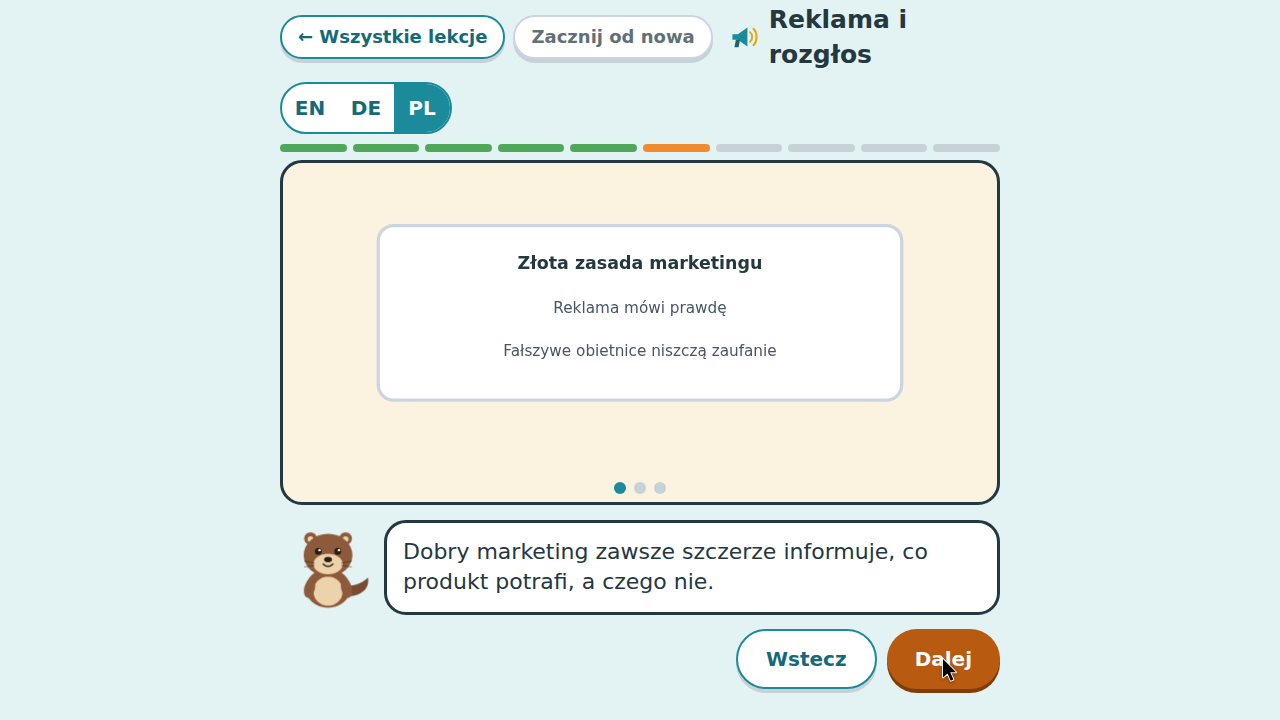 ← Wszystkie lekcje
Zacznij od nowa
Reklama i
rozgłos
EN DE PL
Złota zasada marketingu
Reklama mówi prawdę
Fałszywe obietnice niszczą zaufanie
Dobry marketing zawsze szczerze informuje, co
produkt potrafi, a czego nie.
Wstecz
Dalej